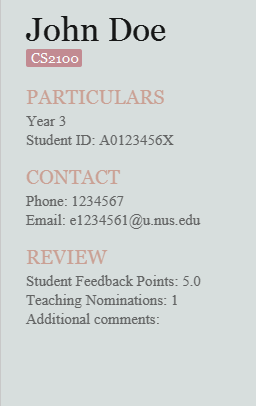 John Doe
CS2100
PARTICULARS
Year 3
Student ID: A0123456X
CONTACT
Phone: 1234567
Email: e1234561@u.nus.edu
REVIEW
Student Feedback Points: 5.0
Teaching Nominations: 1
Additional comments: